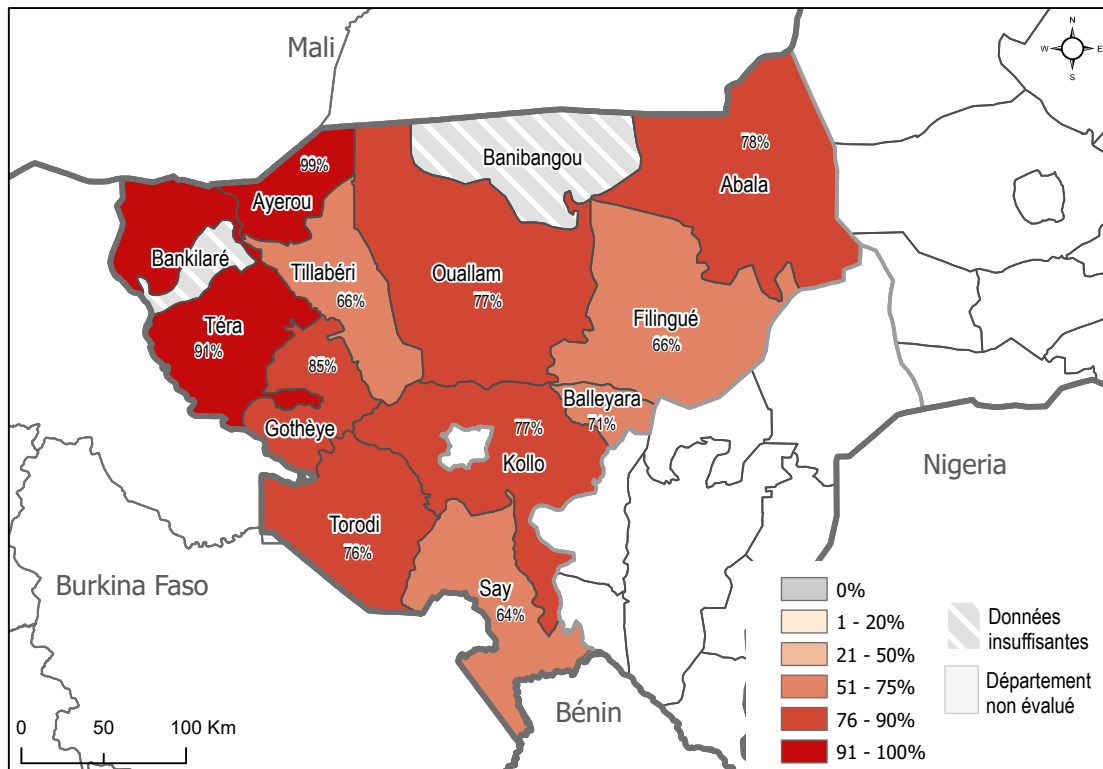 Mali
N
W
E
S
Banibangou
78%
Abala
99%
Ayerou
Bankilaré
Tillabéri
66%
Ouallam
77%
Téra
91%
Filingué
66%
85%
Balleyara
71%
Gothèye
77%
Kollo
Nigeria
Torodi
76%
Say
64%
Burkina Faso
Bénin
0%
1 - 20%
21 - 50%
51 - 75%
76 - 90%
91 - 100%
Données
insuffisantes
Département
non évalué
0
50
100 Km